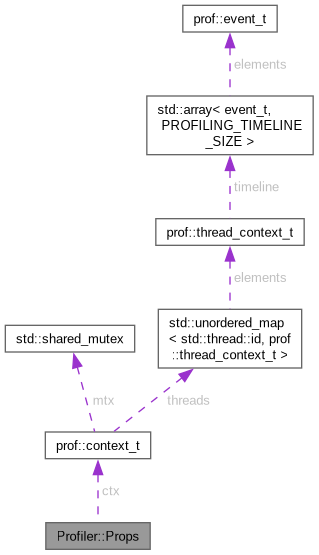 prof::event_t
elements
std::array< event_t,
PROFILING_TIMELINE
_SIZE >
timeline
prof::thread_context_t
elements
std::unordered_map
< std::thread::id, prof
::thread_context_t >
std::shared_mutex
mtx
threads
prof::context_t
ctx
Profiler::Props